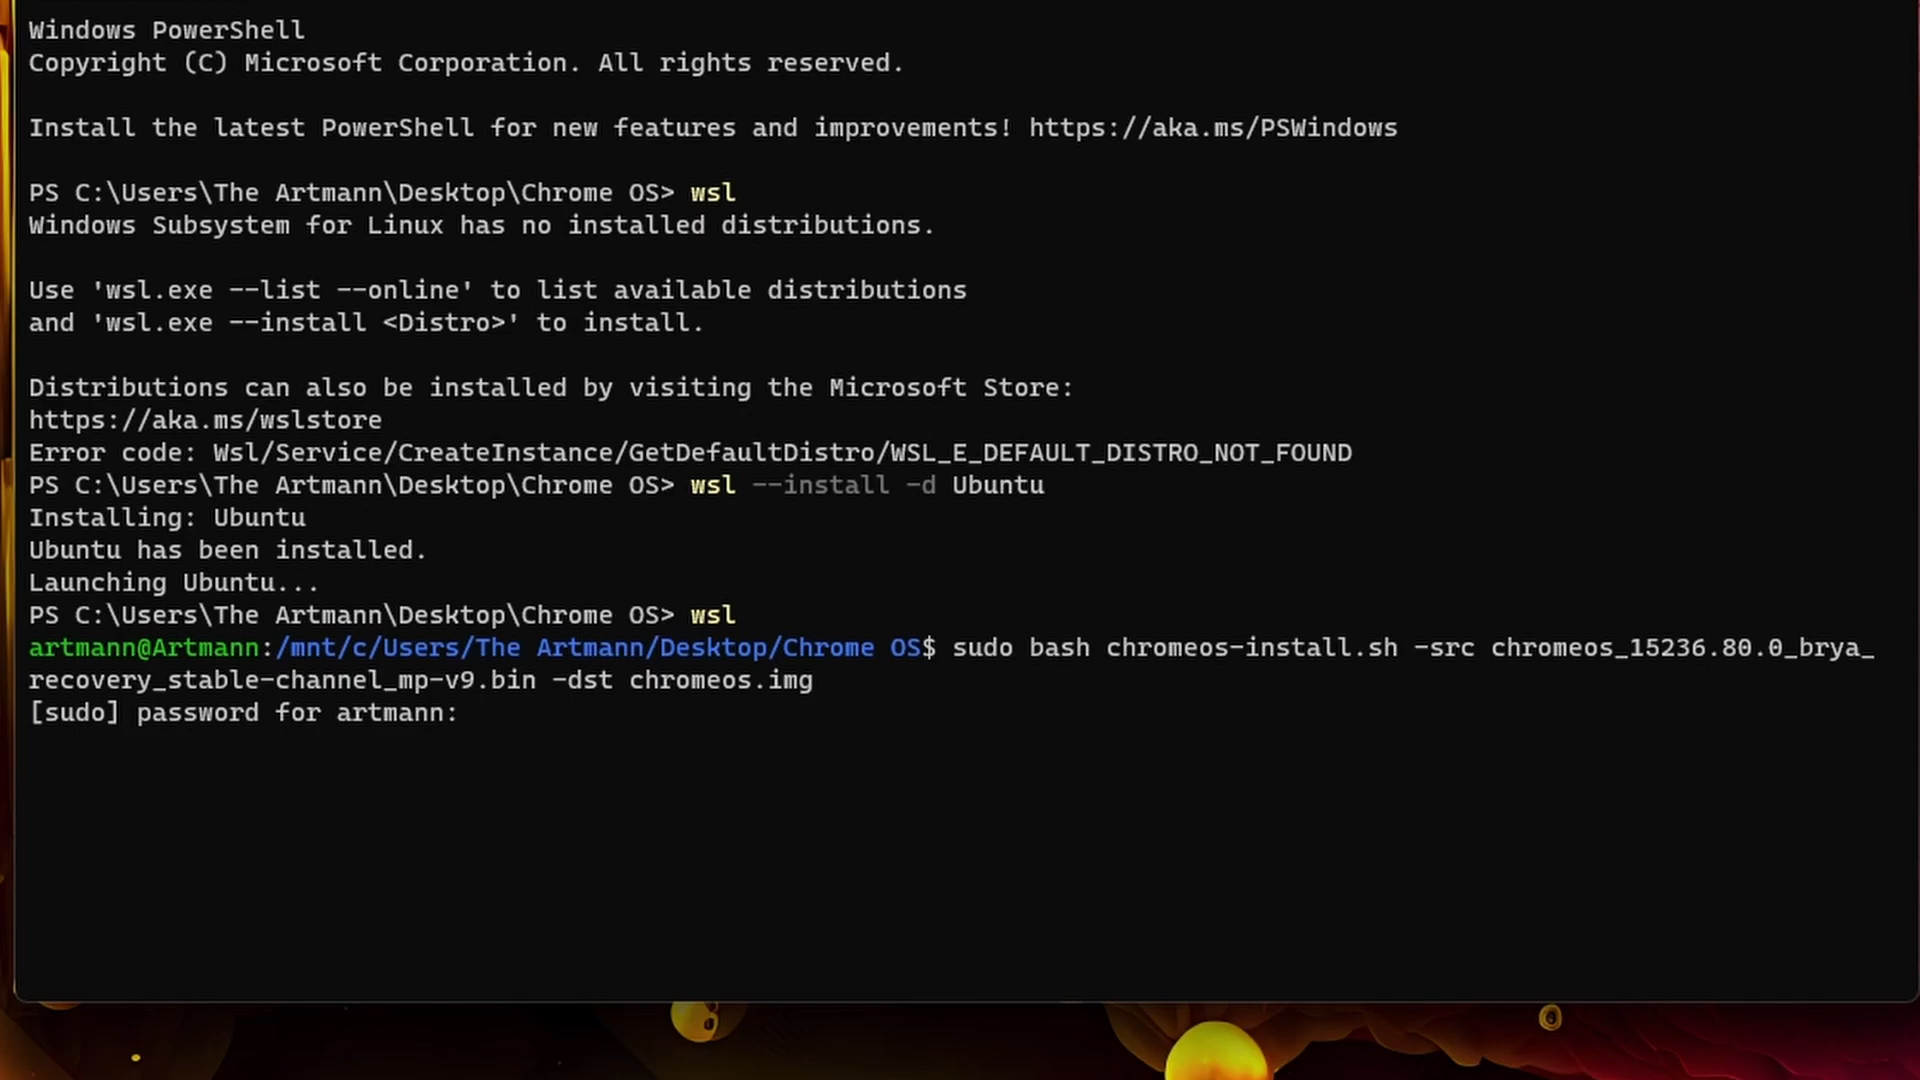 Windows PowerShell
Copyright (C) Microsoft Corporation. All rights reserved.
Install the latest PowerShell for new features and improvements! https://aka.ms/PSWindows
PS C:\Users\The Artmann\Desktop\Chrome OS> wsl
Windows Subsystem for Linux has no installed distributions.
Use 'wsl.exe --list --online' to list available distributions
and 'wsl.exe --install <Distro>' to install.
Distributions can also be installed by visiting the Microsoft Store:
https://aka.ms/wslstore
Error code: Wsl/Service/CreateInstance/GetDefaultDistro/WSL_E_DEFAULT_DISTRO_NOT_FOUND
PS C:\Users\The Artmann\Desktop\Chrome OS> wsl --install -d Ubuntu
Installing: Ubuntu
Ubuntu has been installed.
Launching Ubuntu...
PS C:\Users\The Artmann\Desktop\Chrome OS> wsl
artmann@Artmann:/mnt/c/Users/The Artmann/Desktop/Chrome OS$ sudo bash chromeos-install.sh -src chromeos_15236.80.0_brya_
recovery_stable-channel_mp-v9.bin -dst chromeos.img
[sudo] password for artmann: